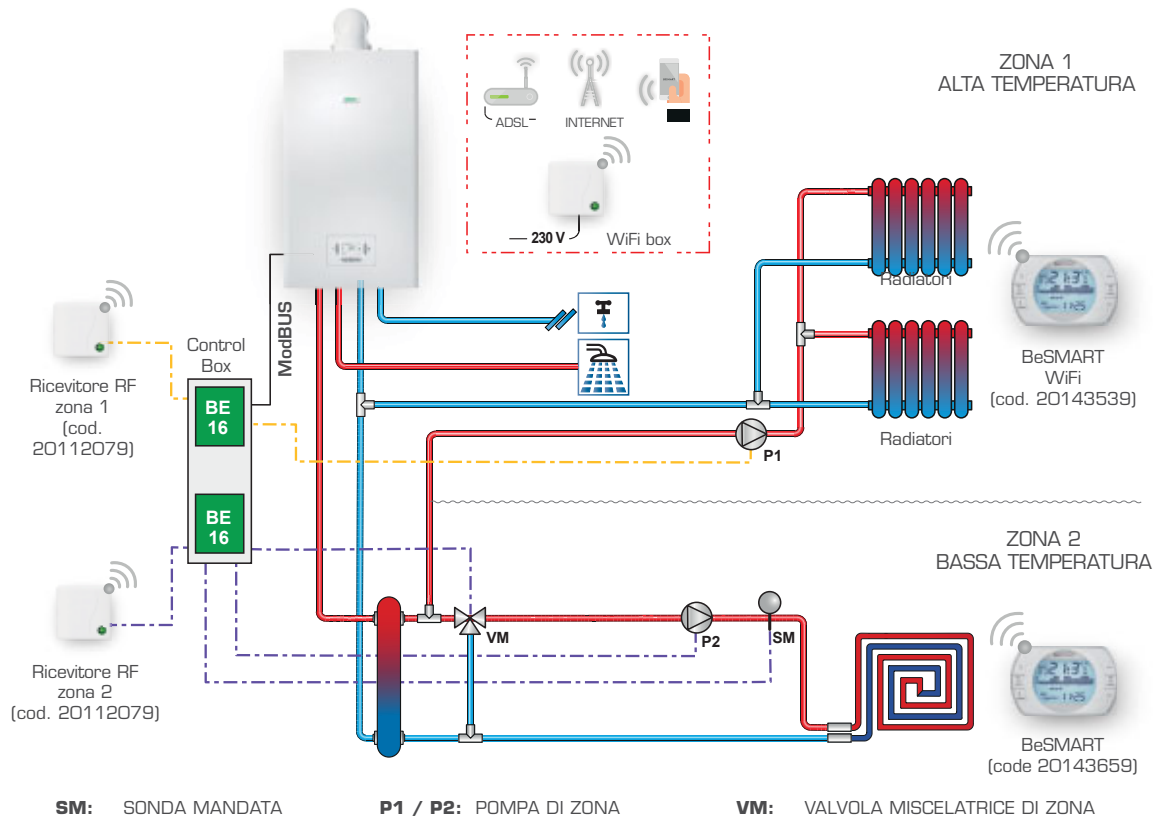 ZONA 1
ALTA TEMPERATURA
ADSL
INTERNET
230 V
WiFi box
Radiatori
BeSMART
WiFi
(cod. 20143539)
Radiatori
ModBUS
Control
Box
BE
16
BE
16
Ricevitore RF
zona 1
(cod.
20112079)
P1
ZONA 2
BASSA TEMPERATURA
VM
P2
SM
Ricevitore RF
zona 2
(cod. 20112079)
BeSMART
(code 20143659)
SM: SONDA MANDATA
P1 / P2: POMPA DI ZONA
VM: VALVOLA MISCELATRICE DI ZONA